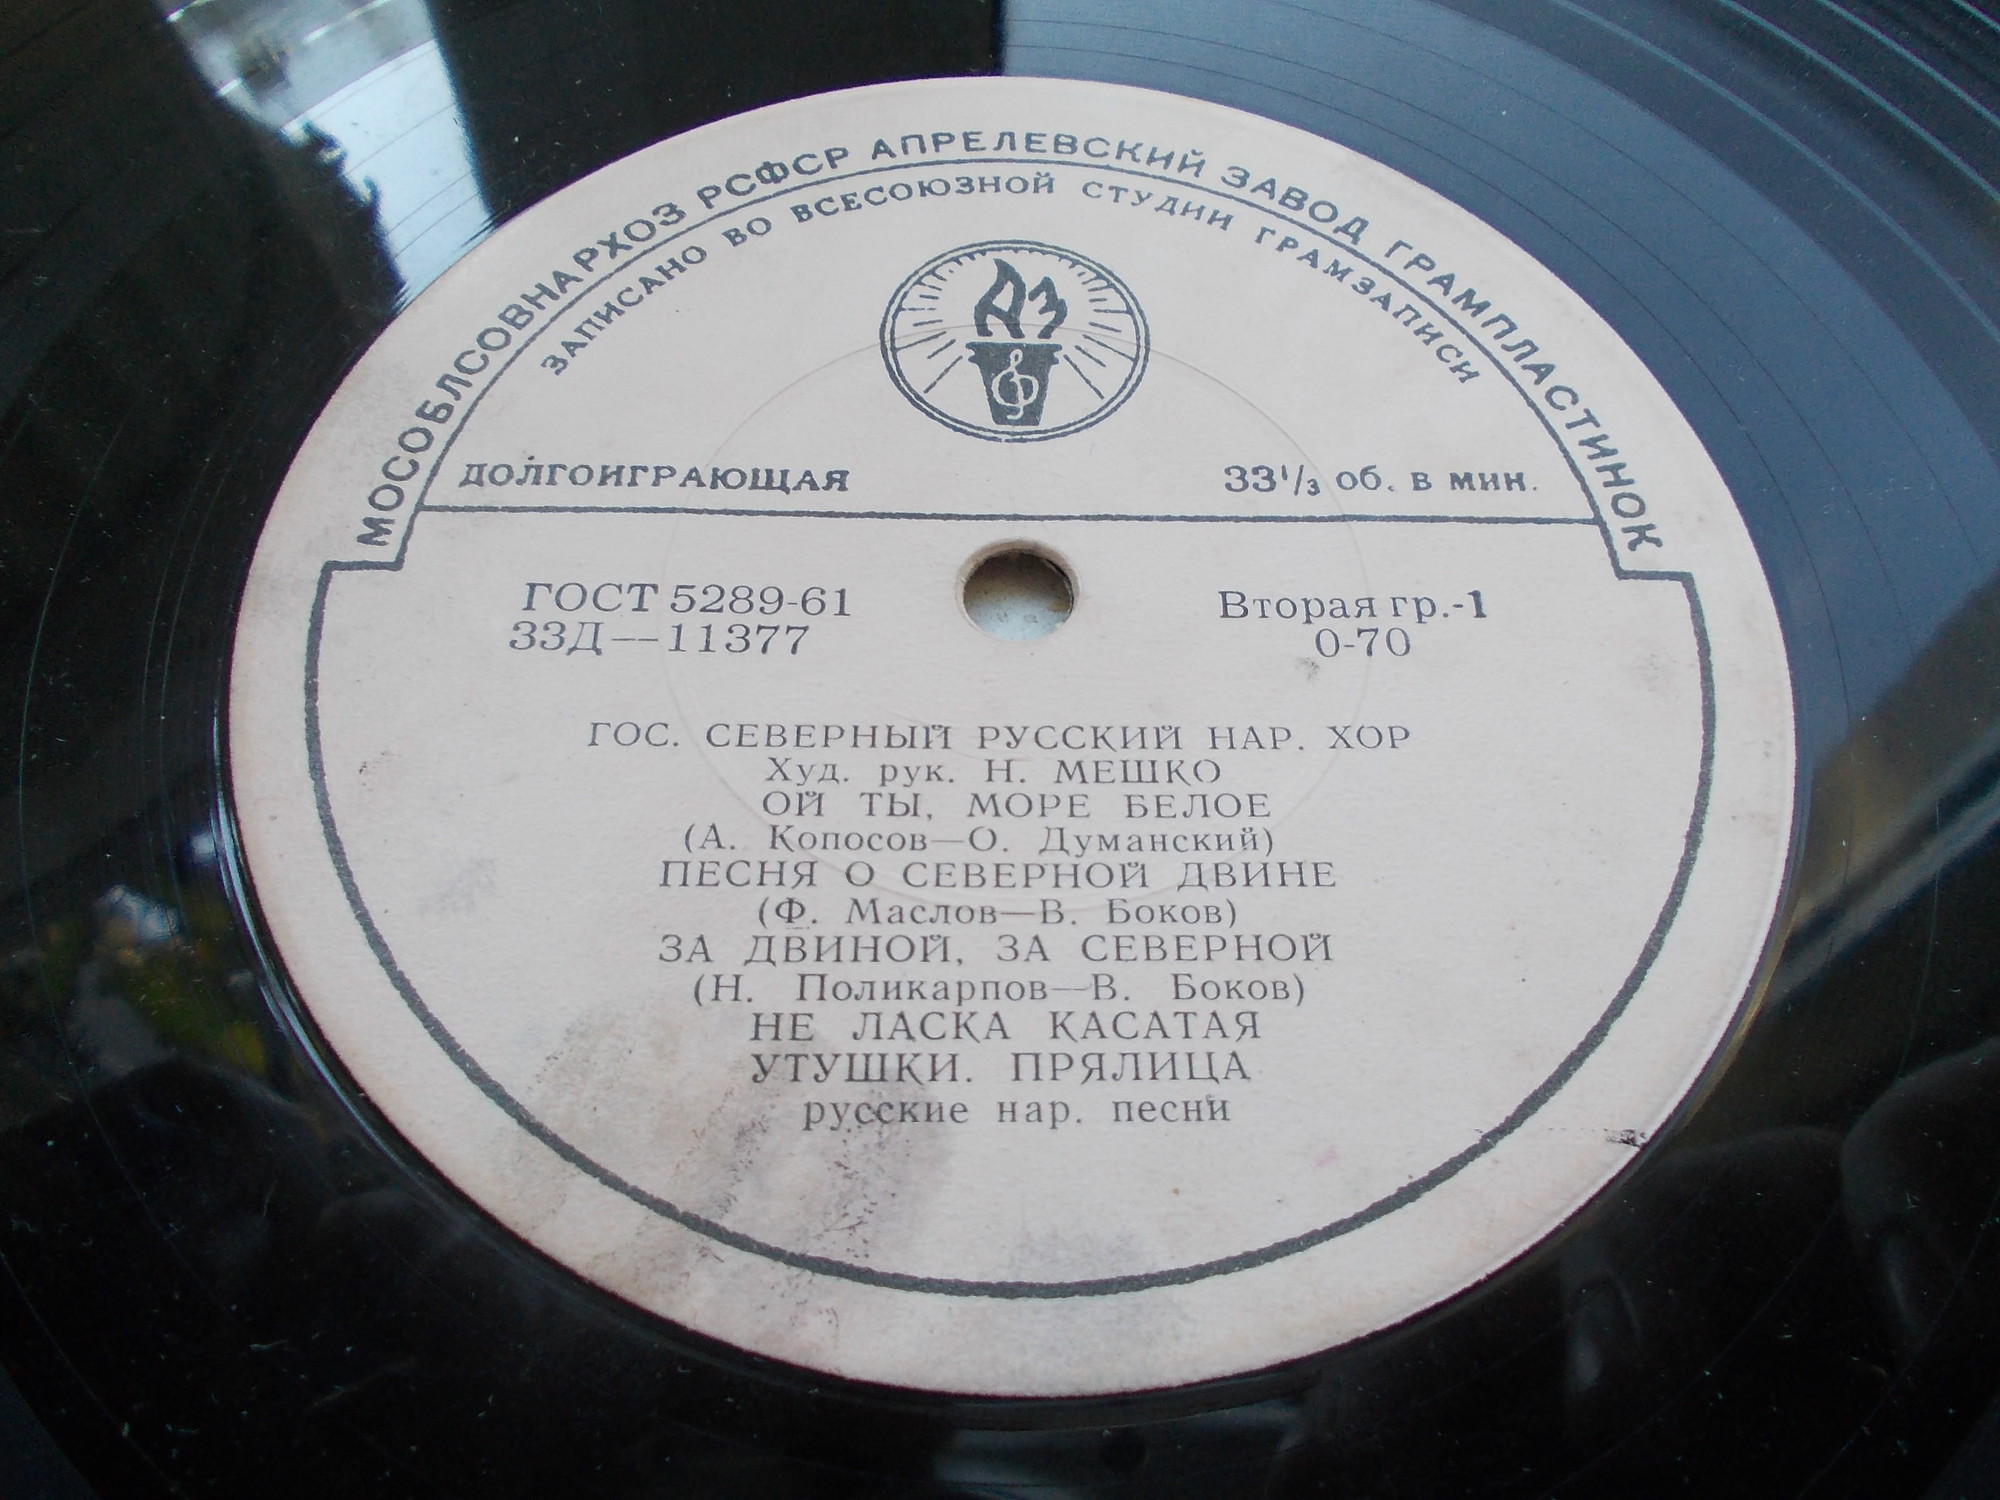 МОСОБЛСОВНАРХОЗ РСФСР АПРЕЛЕВСКИЙ ЗАВОД ГРАМПЛАСТИНОК
ЗАПИСАНО ВО ВСЕСОЮЗНОЙ СТУДИИ ГРАМЗАПИСИ
АЗ
ДОЛГОИГРАЮЩАЯ 33 1/3 об. в мин.
ГОСТ 5289-61 Вторая гр.-1
33Д—11377 0-70
ГОС. СЕВЕРНЫЙ РУССКИЙ НАР. ХОР
Худ. рук. Н. МЕШКО
ОЙ ТЫ, МОРЕ БЕЛОЕ
(А. Копосов—О. Думанский)
ПЕСНЯ О СЕВЕРНОЙ ДВИНЕ
(Ф. Маслов—В. Боков)
ЗА ДВИНОЙ, ЗА СЕВЕРНОЙ
(Н. Поликарпов—В. Боков)
НЕ ЛАСКА КАСАТАЯ
УТУШКИ. ПРЯЛИЦА
русские нар. песни